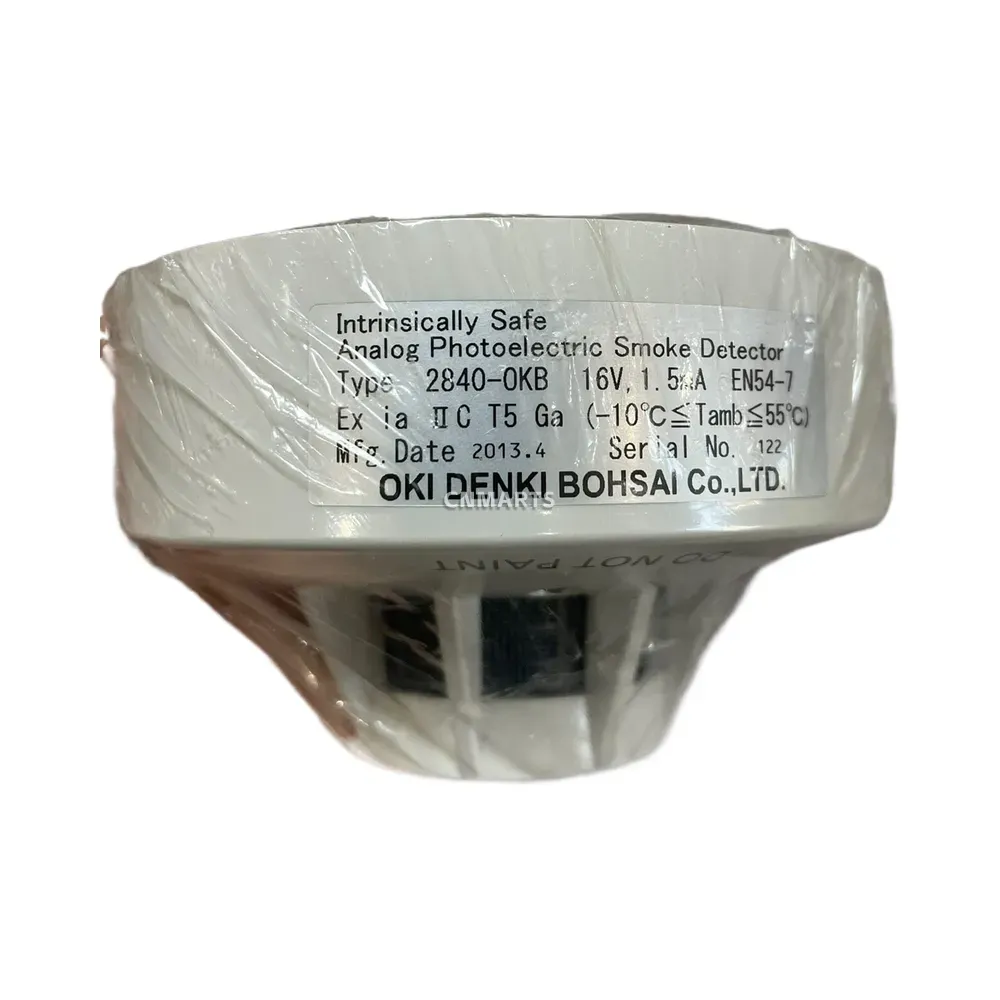 Intrinsically Safe
Analog Photoelectric Smoke Detector
Type 2840-OKB 16V, 1.5mA EN54-7
Ex ia ⅡC T5 Ga (-10℃≦Tamb≦55℃)
Mfg. Date 2013.4 Serial No. 122
OKI DENKI BOHSAI Co.,LTD.
CNMARTS
DO NOT PAINT